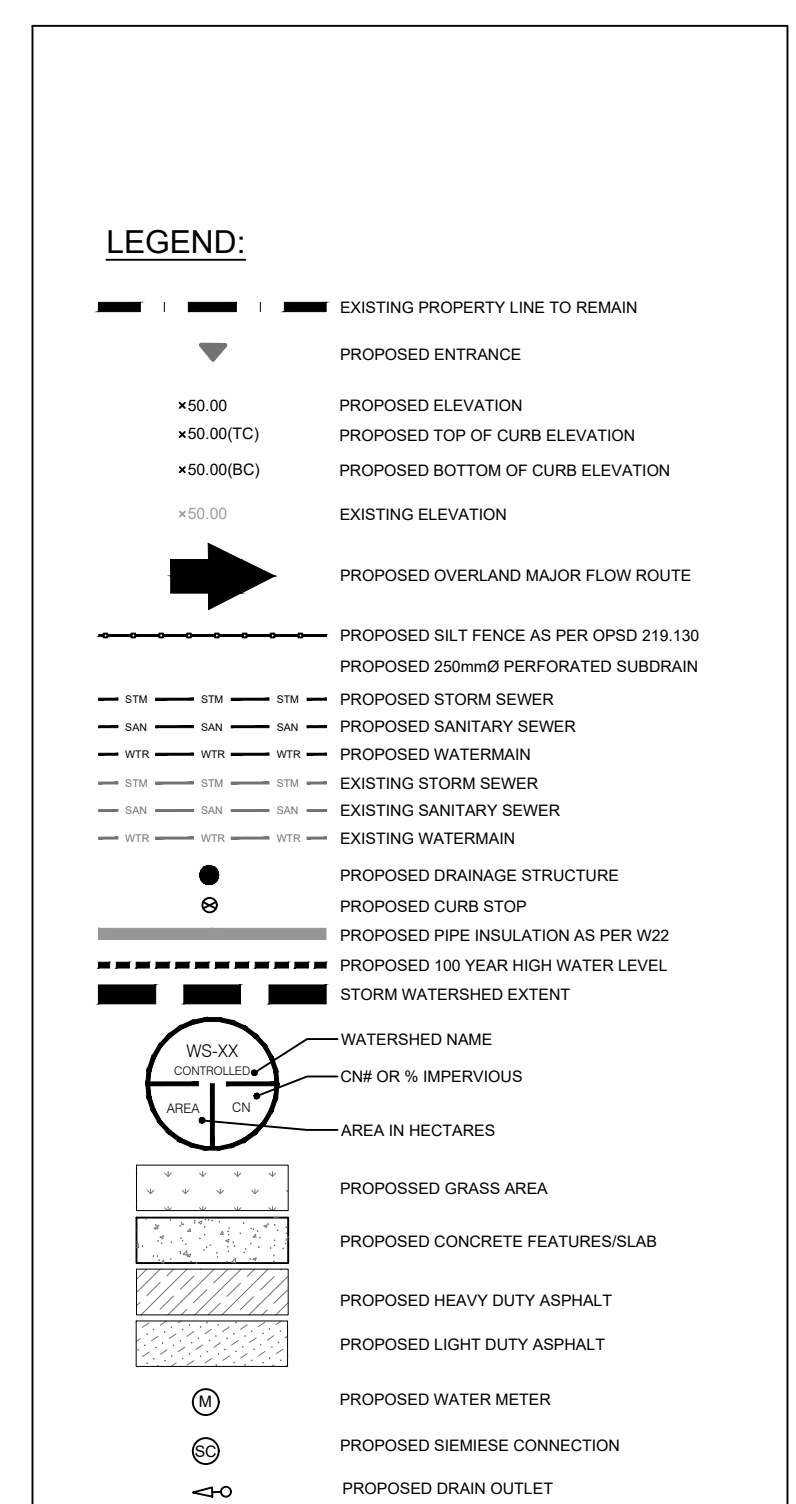 LEGEND:
EXISTING PROPERTY LINE TO REMAIN
PROPOSED ENTRANCE
×50.00 PROPOSED ELEVATION
×50.00(TC) PROPOSED TOP OF CURB ELEVATION
×50.00(BC) PROPOSED BOTTOM OF CURB ELEVATION
×50.00 EXISTING ELEVATION
PROPOSED OVERLAND MAJOR FLOW ROUTE
PROPOSED SILT FENCE AS PER OPSD 219.130
PROPOSED 250mmØ PERFORATED SUBDRAIN
STM STM STM PROPOSED STORM SEWER
SAN SAN SAN PROPOSED SANITARY SEWER
WTR WTR WTR PROPOSED WATERMAIN
STM STM STM EXISTING STORM SEWER
SAN SAN SAN EXISTING SANITARY SEWER
WTR WTR WTR EXISTING WATERMAIN
PROPOSED DRAINAGE STRUCTURE
PROPOSED CURB STOP
PROPOSED PIPE INSULATION AS PER W22
PROPOSED 100 YEAR HIGH WATER LEVEL
STORM WATERSHED EXTENT
WS-XX WATERSHED NAME
CONTROLLED CN# OR % IMPERVIOUS
AREA CN
AREA IN HECTARES
PROPOSSED GRASS AREA
PROPOSED CONCRETE FEATURES/SLAB
PROPOSED HEAVY DUTY ASPHALT
PROPOSED LIGHT DUTY ASPHALT
M PROPOSED WATER METER
SC PROPOSED SIEMIESE CONNECTION
PROPOSED DRAIN OUTLET